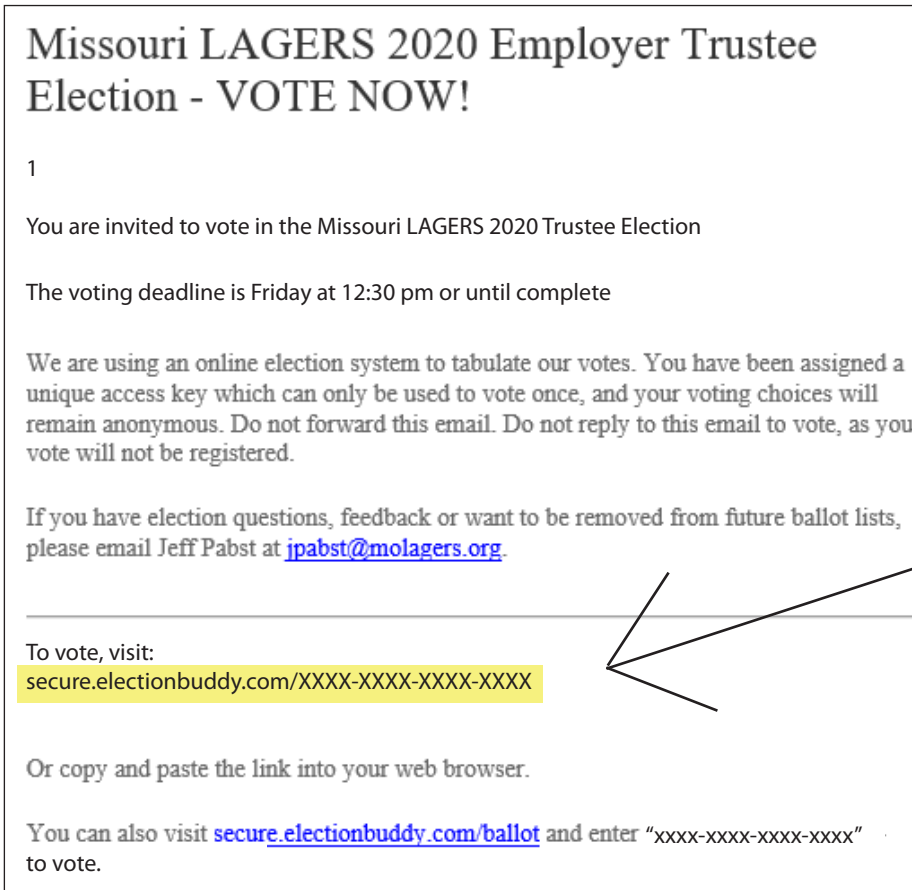 Missouri LAGERS 2020 Employer Trustee
Election - VOTE NOW!
1
You are invited to vote in the Missouri LAGERS 2020 Trustee Election
The voting deadline is Friday at 12:30 pm or until complete
We are using an online election system to tabulate our votes. You have been assigned a
unique access key which can only be used to vote once, and your voting choices will
remain anonymous. Do not forward this email. Do not reply to this email to vote, as you
vote will not be registered.
If you have election questions, feedback or want to be removed from future ballot lists,
please email Jeff Pabst at jpabst@molagers.org.
To vote, visit:
secure.electionbuddy.com/XXXX-XXXX-XXXX-XXXX
Or copy and paste the link into your web browser.
You can also visit secure.electionbuddy.com/ballot and enter “xxxx-xxxx-xxxx-xxxx”
to vote.